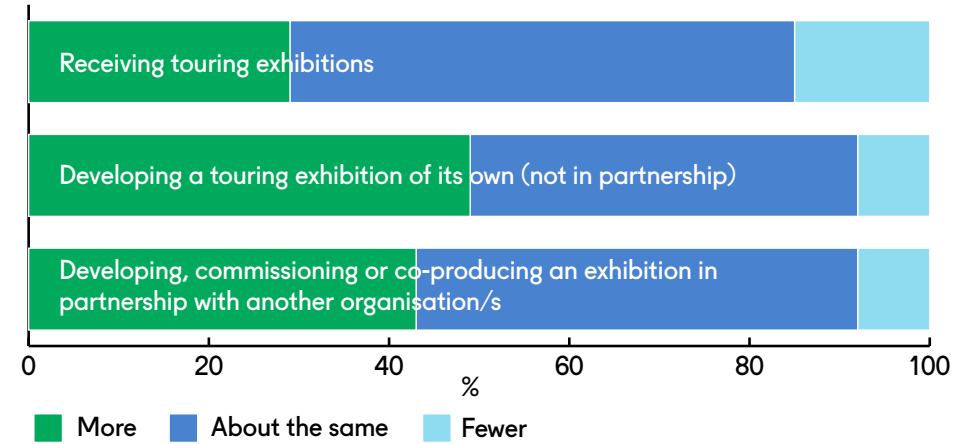 Receiving touring exhibitions
Developing a touring exhibition of its own (not in partnership)
Developing, commissioning or co-producing an exhibition in
partnership with another organisation/s
0 20 40 60 80 100
%
More About the same Fewer